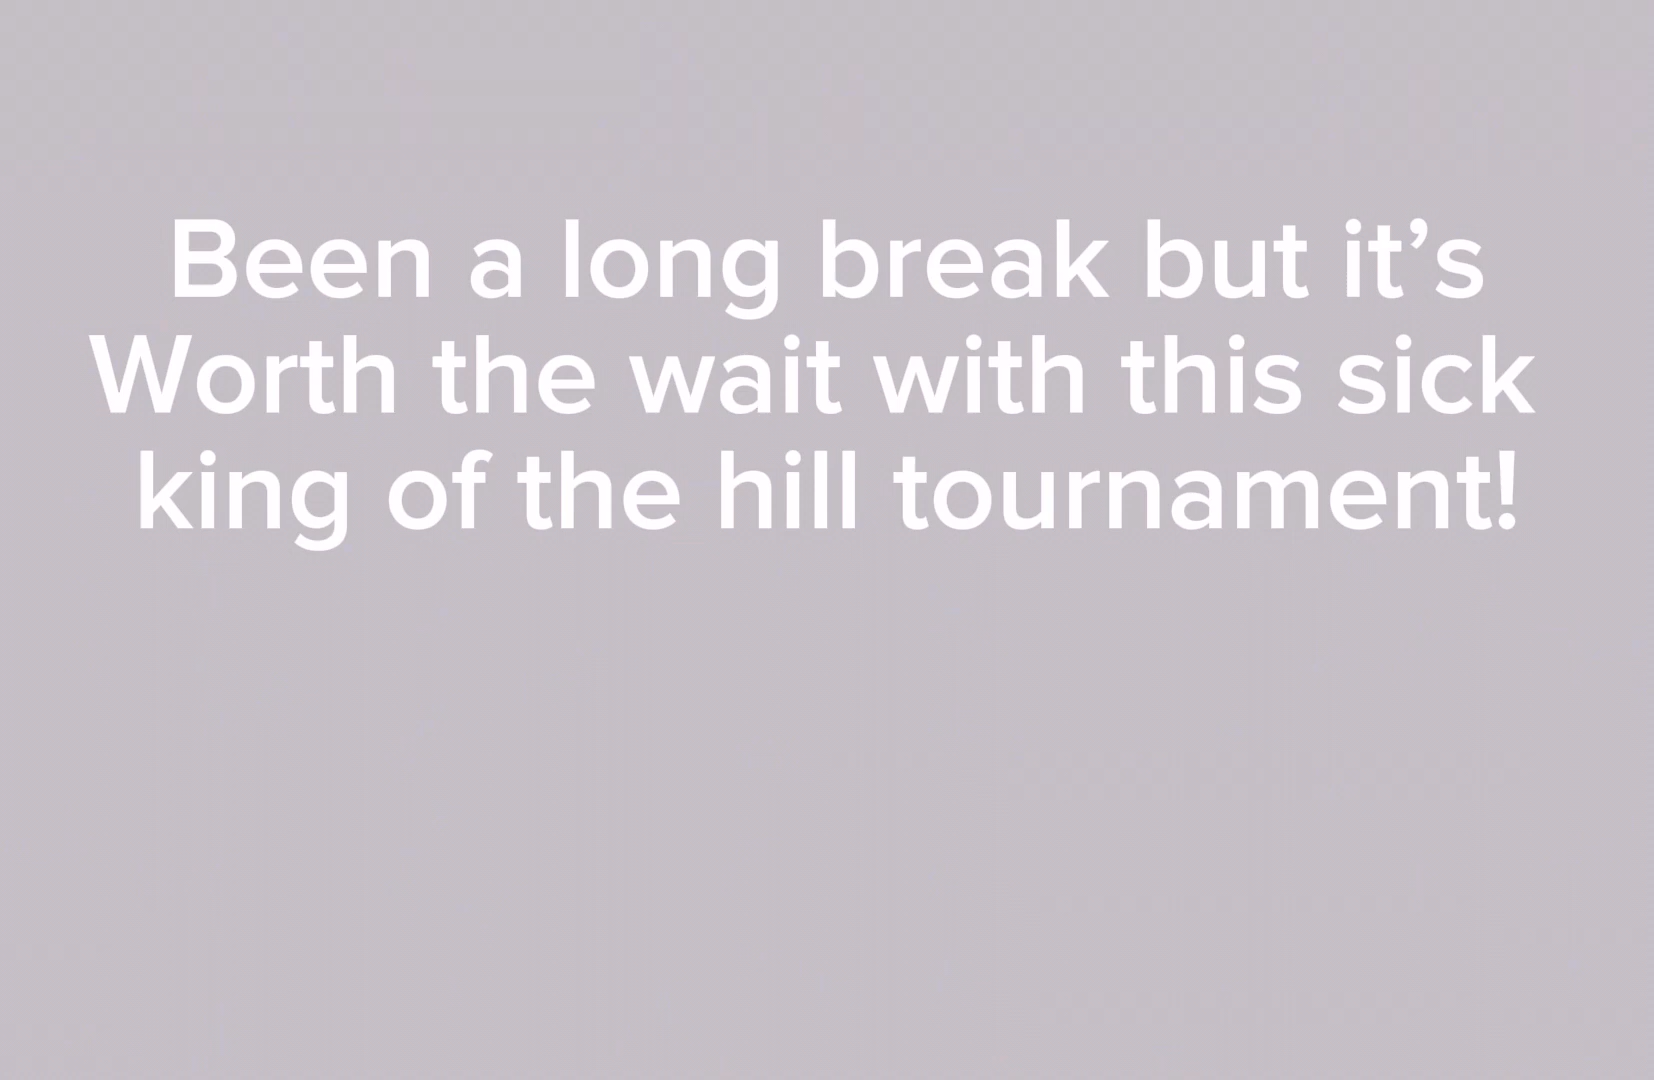 Been a long break but it’s
Worth the wait with this sick
king of the hill tournament!